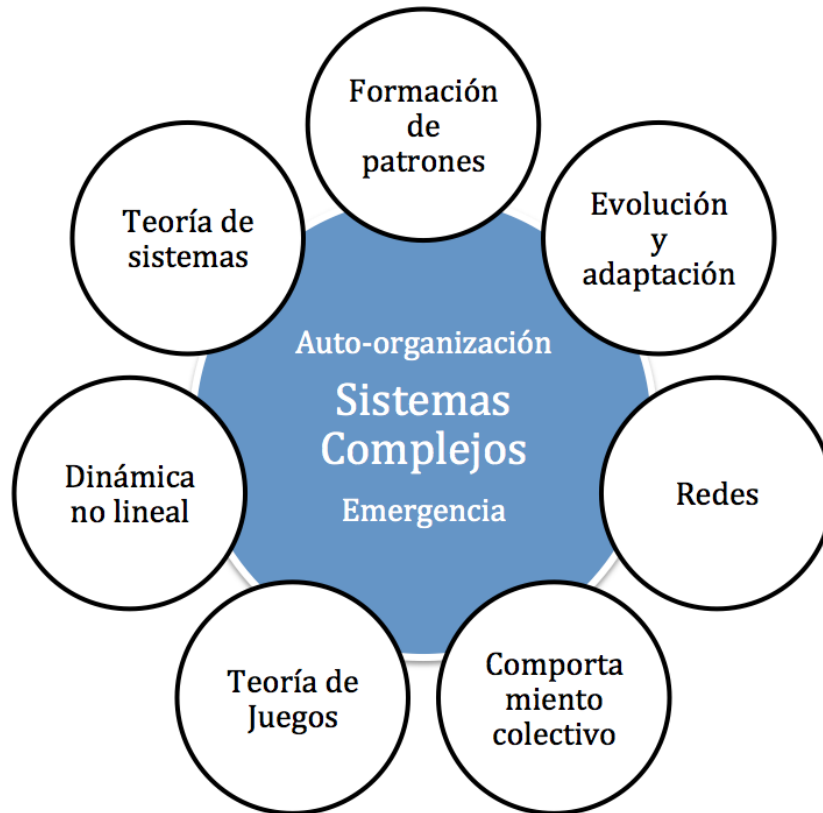 Formación
de
patrones
Evolución
y
adaptación
Redes
Comporta
miento
colectivo
Teoría de
Juegos
Dinámica
no lineal
Teoría de
sistemas
Auto-organización
Sistemas
Complejos
Emergencia